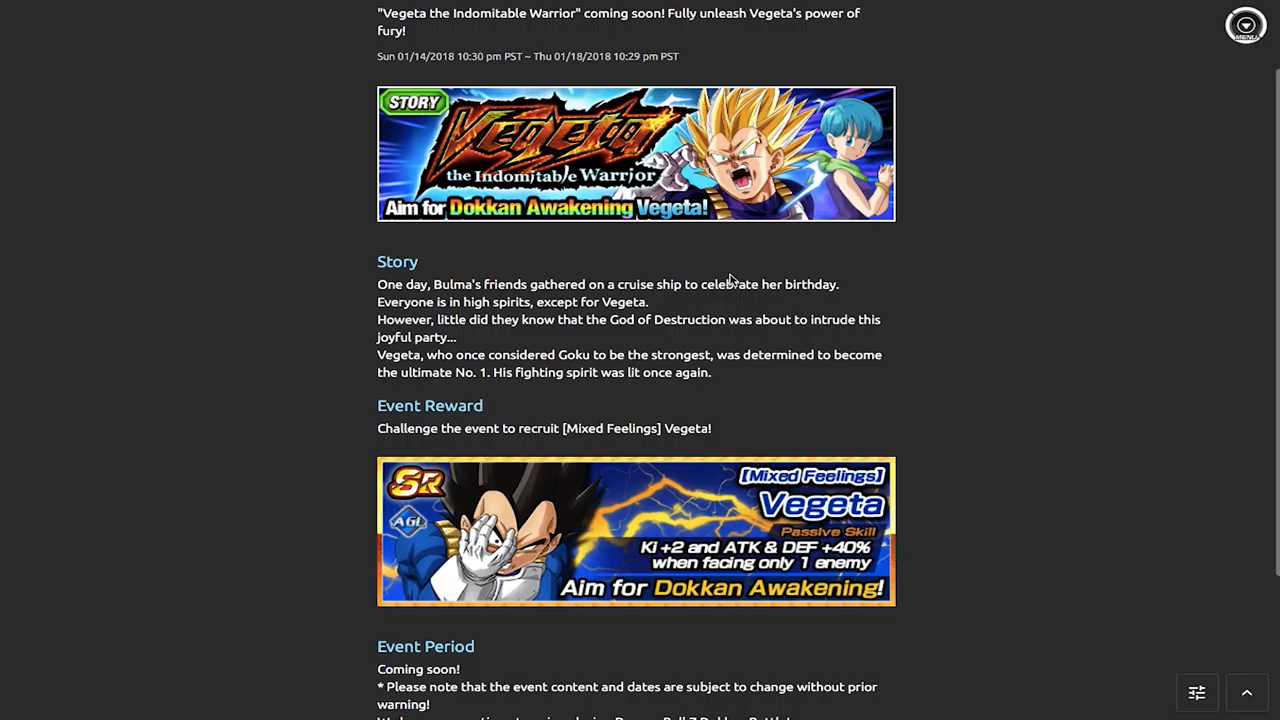 "Vegeta the Indomitable Warrior" coming soon! Fully unleash Vegeta's power of
fury!
MENU
Sun 01/14/2018 10:30 pm PST ~ Thu 01/18/2018 10:29 pm PST
STORY
Vegeta
the Indomitable Warrior
Aim for Dokkan Awakening Vegeta!
Story
One day, Bulma's friends gathered on a cruise ship to celebrate her birthday.
Everyone is in high spirits, except for Vegeta.
However, little did they know that the God of Destruction was about to intrude this
joyful party...
Vegeta, who once considered Goku to be the strongest, was determined to become
the ultimate No. 1. His fighting spirit was lit once again.
Event Reward
Challenge the event to recruit [Mixed Feelings] Vegeta!
SR
[Mixed Feelings]
Vegeta
AGL
Passive Skill
Ki +2 and ATK & DEF +40%
when facing only 1 enemy
Aim for Dokkan Awakening!
Event Period
Coming soon!
* Please note that the event content and dates are subject to change without prior
warning!